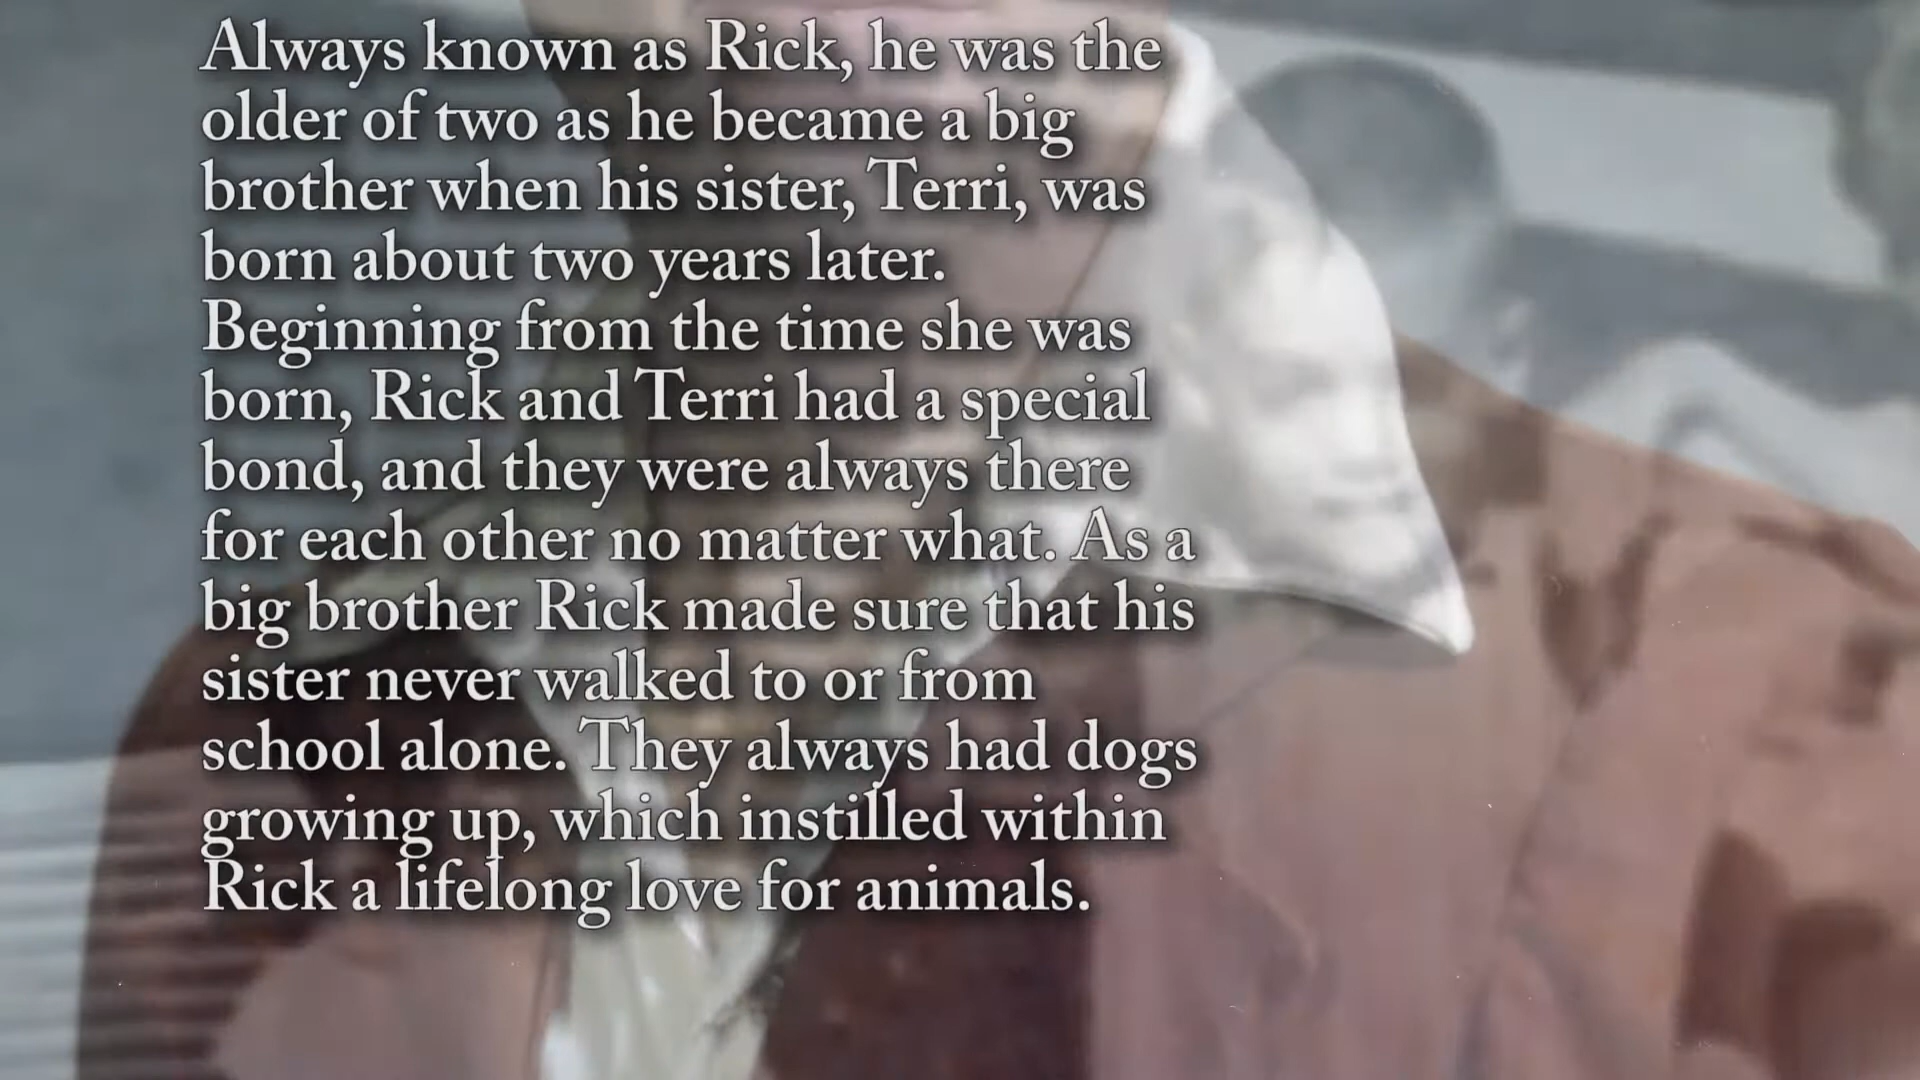 Always known as Rick, he was the
older of two as he became a big
brother when his sister, Terri, was
born about two years later.
Beginning from the time she was
born, Rick and Terri had a special
bond, and they were always there
for each other no matter what. As a
big brother Rick made sure that his
sister never walked to or from
school alone. They always had dogs
growing up, which instilled within
Rick a lifelong love for animals.